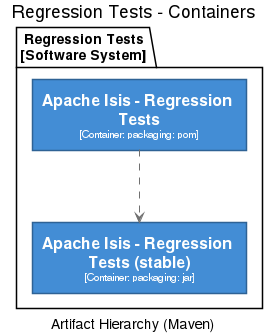 Regression Tests - Containers
Regression Tests
[Software System]
Apache Isis - Regression
Tests
[Container: packaging: pom]
Apache Isis - Regression
Tests (stable)
[Container: packaging: jar]
Artifact Hierarchy (Maven)